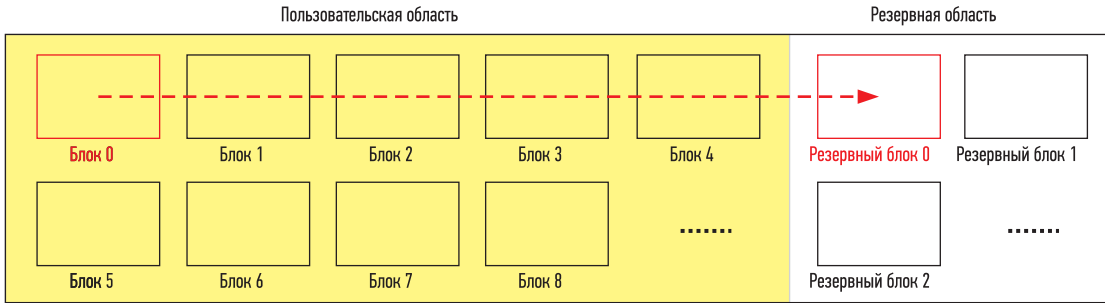 Пользовательская область
Резервная область
Блок 0
Блок 1
Блок 2
Блок 3
Блок 4
Резервный блок 0
Резервный блок 1
Блок 5
Блок 6
Блок 7
Блок 8
.......
Резервный блок 2
.......